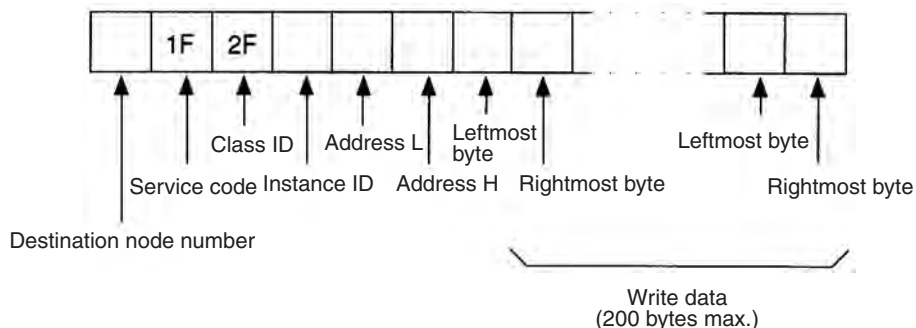 1F 2F
Class ID Address L Leftmost byte Leftmost byte
Service code Instance ID Address H Rightmost byte Rightmost byte
Destination node number
Write data
(200 bytes max.)